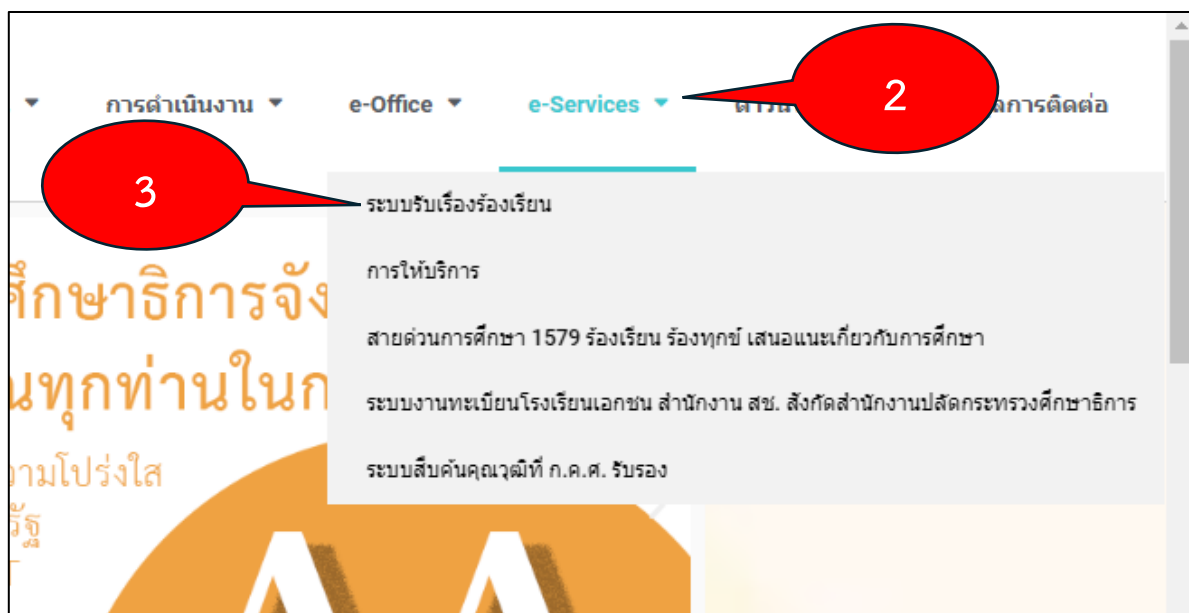 การดำเนินงาน
e-Office
e-Services
2
การติดต่อ
3
ระบบรับเรื่องร้องเรียน
การให้บริการ
สายด่วนการศึกษา 1579 ร้องเรียน ร้องทุกข์ เสนอแนะเกี่ยวกับการศึกษา
ระบบงานทะเบียนโรงเรียนเอกชน สำนักงาน สช. สังกัดสำนักงานปลัดกระทรวงศึกษาธิการ
ระบบสืบค้นคุณวุฒิที่ ก.ค.ศ. รับรอง
ศึกษาธิการจัง
นทุกท่านในก
วามโปร่งใส
รัฐ